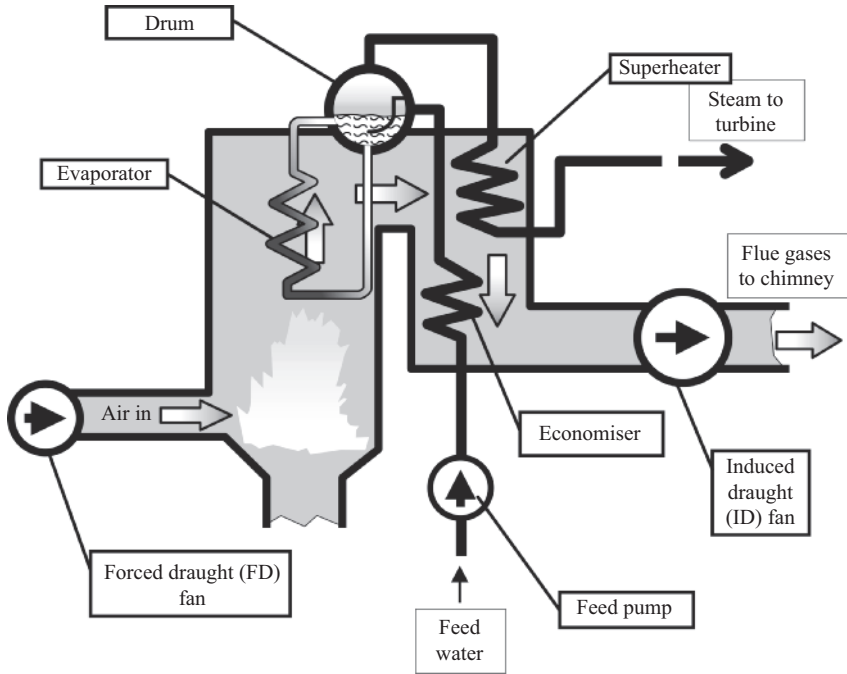 Drum
Superheater
Steam to
turbine
Evaporator
Flue gases
to chimney
Air in
Economiser
Induced
draught
(ID) fan
Forced draught (FD)
fan
Feed pump
Feed
water